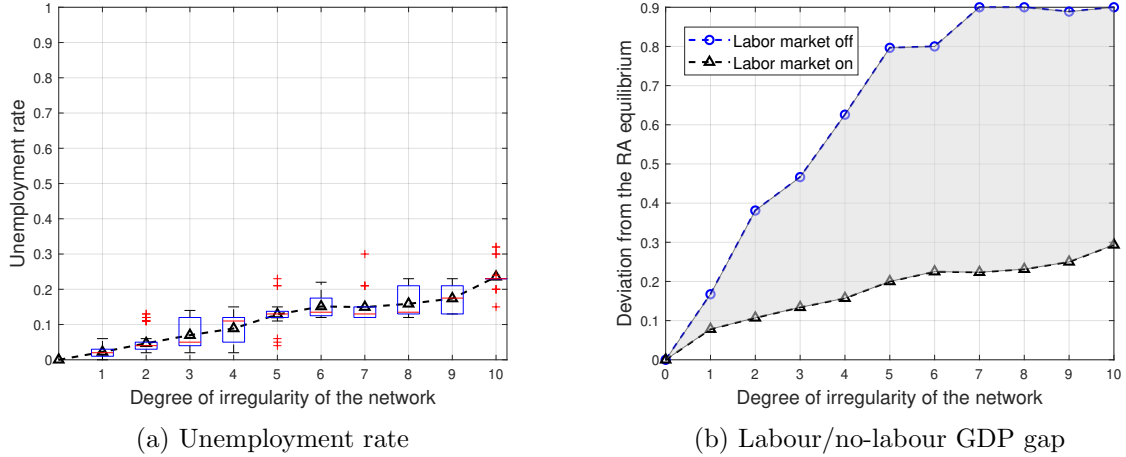 1
0.9
0.8
0.7
0.6
0.5
0.4
0.3
0.2
0.1
0
Unemployment rate
1 2 3 4 5 6 7 8 9 10
Degree of irregularity of the network
(a) Unemployment rate
0.9
0.8
0.7
0.6
0.5
0.4
0.3
0.2
0.1
0
Deviation from the RA equilibrium
Labor market off
Labor market on
0 1 2 3 4 5 6 7 8 9 10
Degree of irregularity of the network
(b) Labour/no-labour GDP gap